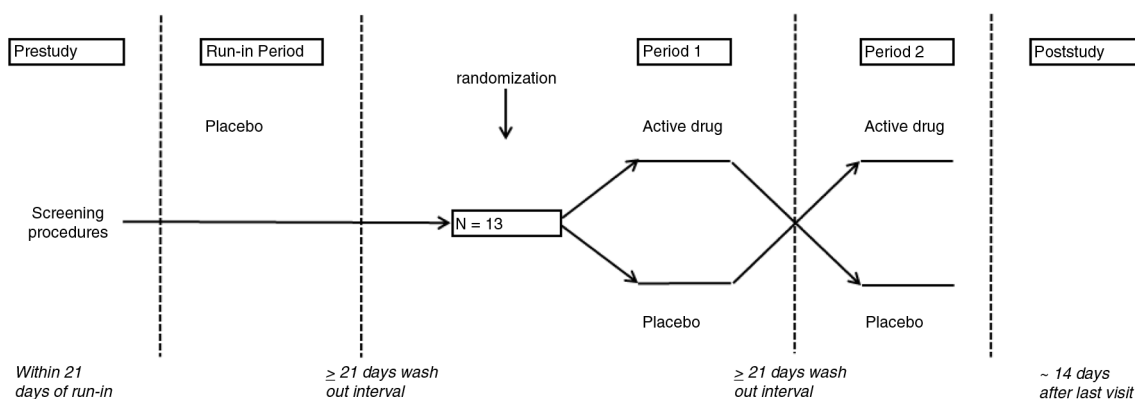 Prestudy
Run-in Period
Period 1
Period 2
Poststudy
randomization
Placebo
Active drug
Active drug
Screening
procedures
N = 13
Placebo
Placebo
Within 21
days of run-in
≥ 21 days wash
out interval
≥ 21 days wash
out interval
~ 14 days
after last visit